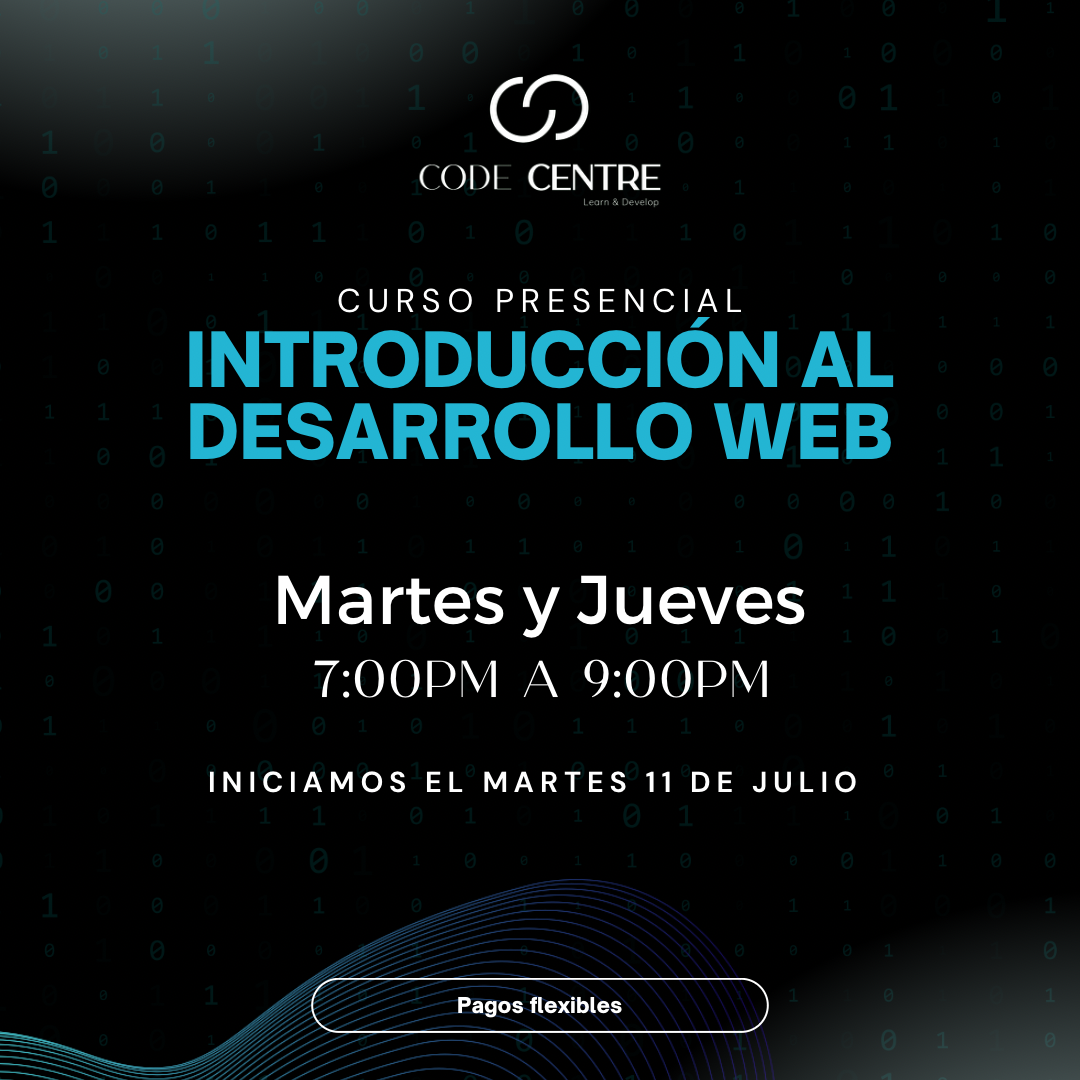 CODE CENTRE
Learn & Develop
CURSO PRESENCIAL
INTRODUCCIÓN AL
DESARROLLO WEB
Martes y Jueves
7:00PM A 9:00PM
INICIAMOS EL MARTES 11 DE JULIO
Pagos flexibles